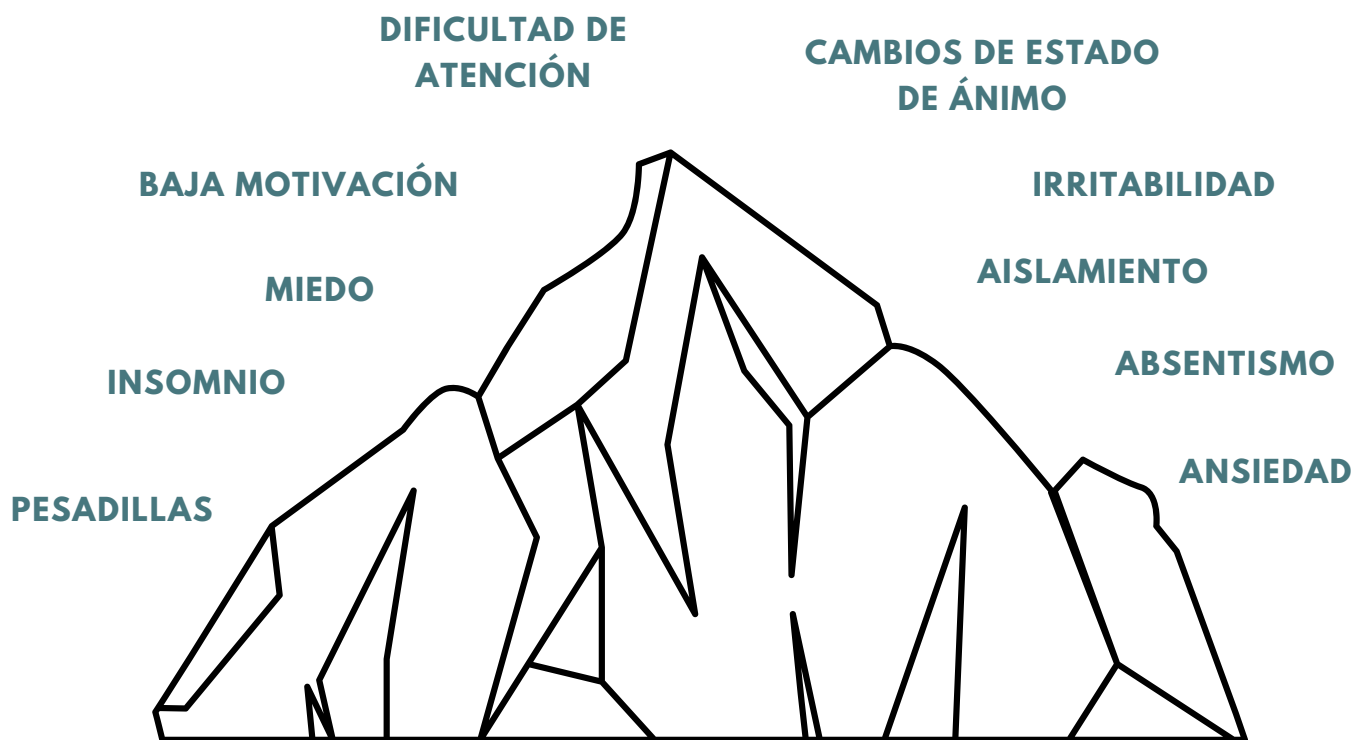 DIFICULTAD DE
ATENCIÓN
CAMBIOS DE ESTADO
DE ÁNIMO
BAJA MOTIVACIÓN
IRRITABILIDAD
AISLAMIENTO
MIEDO
ABSENTISMO
INSOMNIO
ANSIEDAD
PESADILLAS